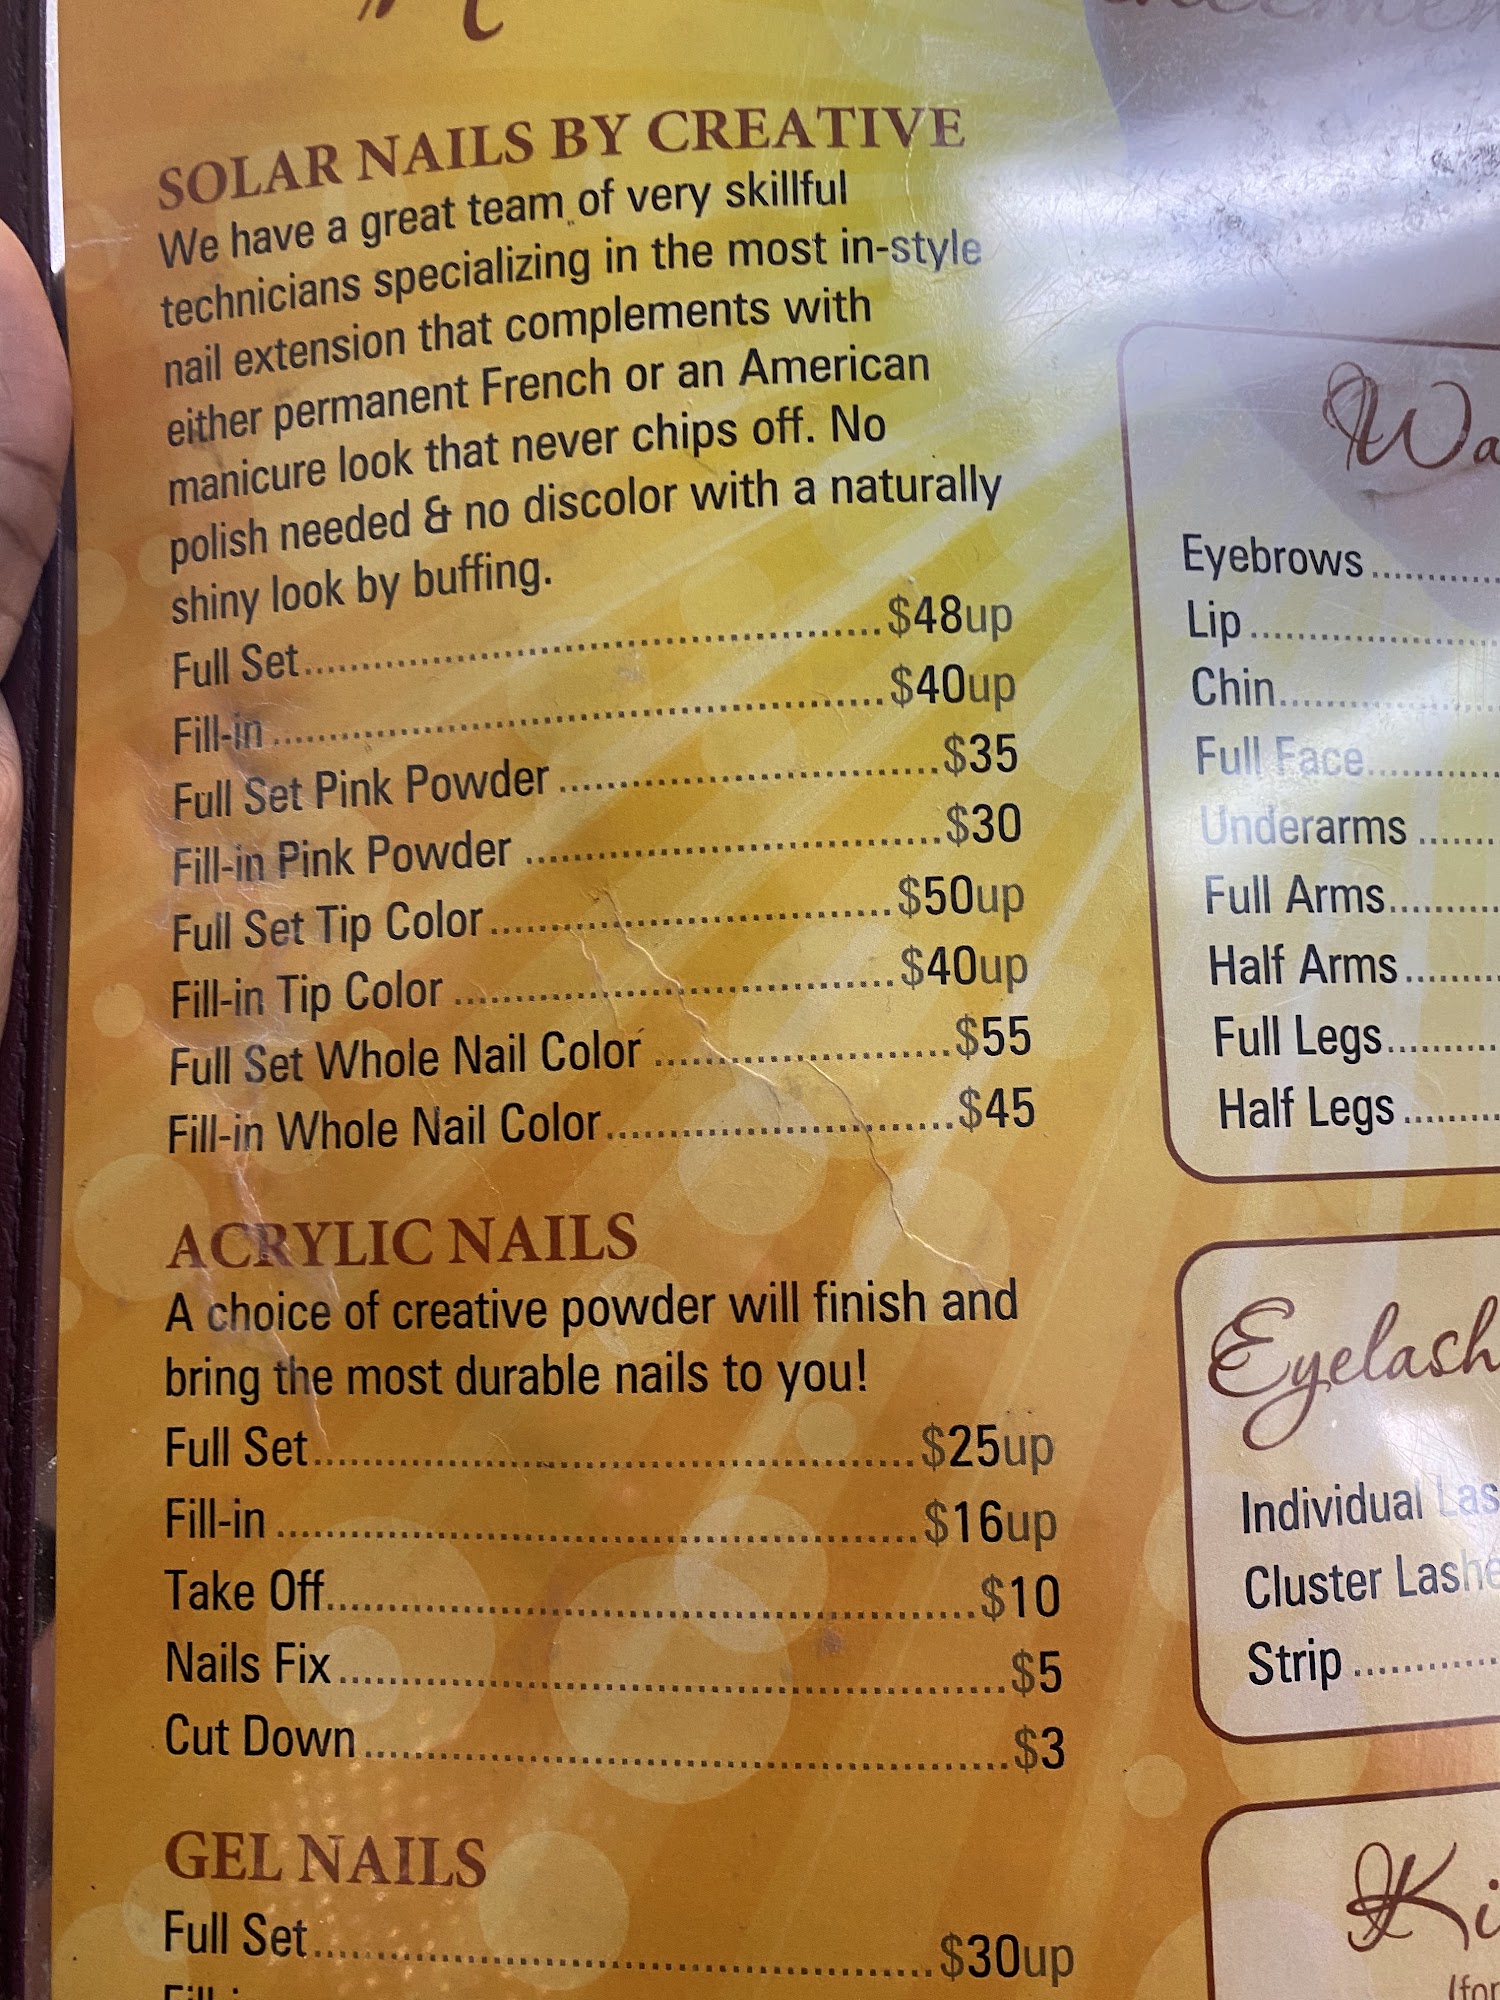 SOLAR NAILS BY CREATIVE
We have a great team of very skillful
technicians specializing in the most in-style
nail extension that complements with
either permanent French or an American
manicure look that never chips off. No
polish needed & no discolor with a naturally
shiny look by buffing.
Full Set $48up
Fill-in $40up
Full Set Pink Powder $35
Fill-in Pink Powder $30
Full Set Tip Color $50up
Fill-in Tip Color $40up
Full Set Whole Nail Color $55
Fill-in Whole Nail Color $45
ACRYLIC NAILS
A choice of creative powder will finish and
bring the most durable nails to you!
Full Set $25up
Fill-in $16up
Take Off $10
Nails Fix $5
Cut Down $3
GEL NAILS
Full Set $30up
Eyebrows
Lip
Chin
Full Face
Underarms
Full Arms
Half Arms
Full Legs
Half Legs
Eyelash
Individual
Cluster
Strip